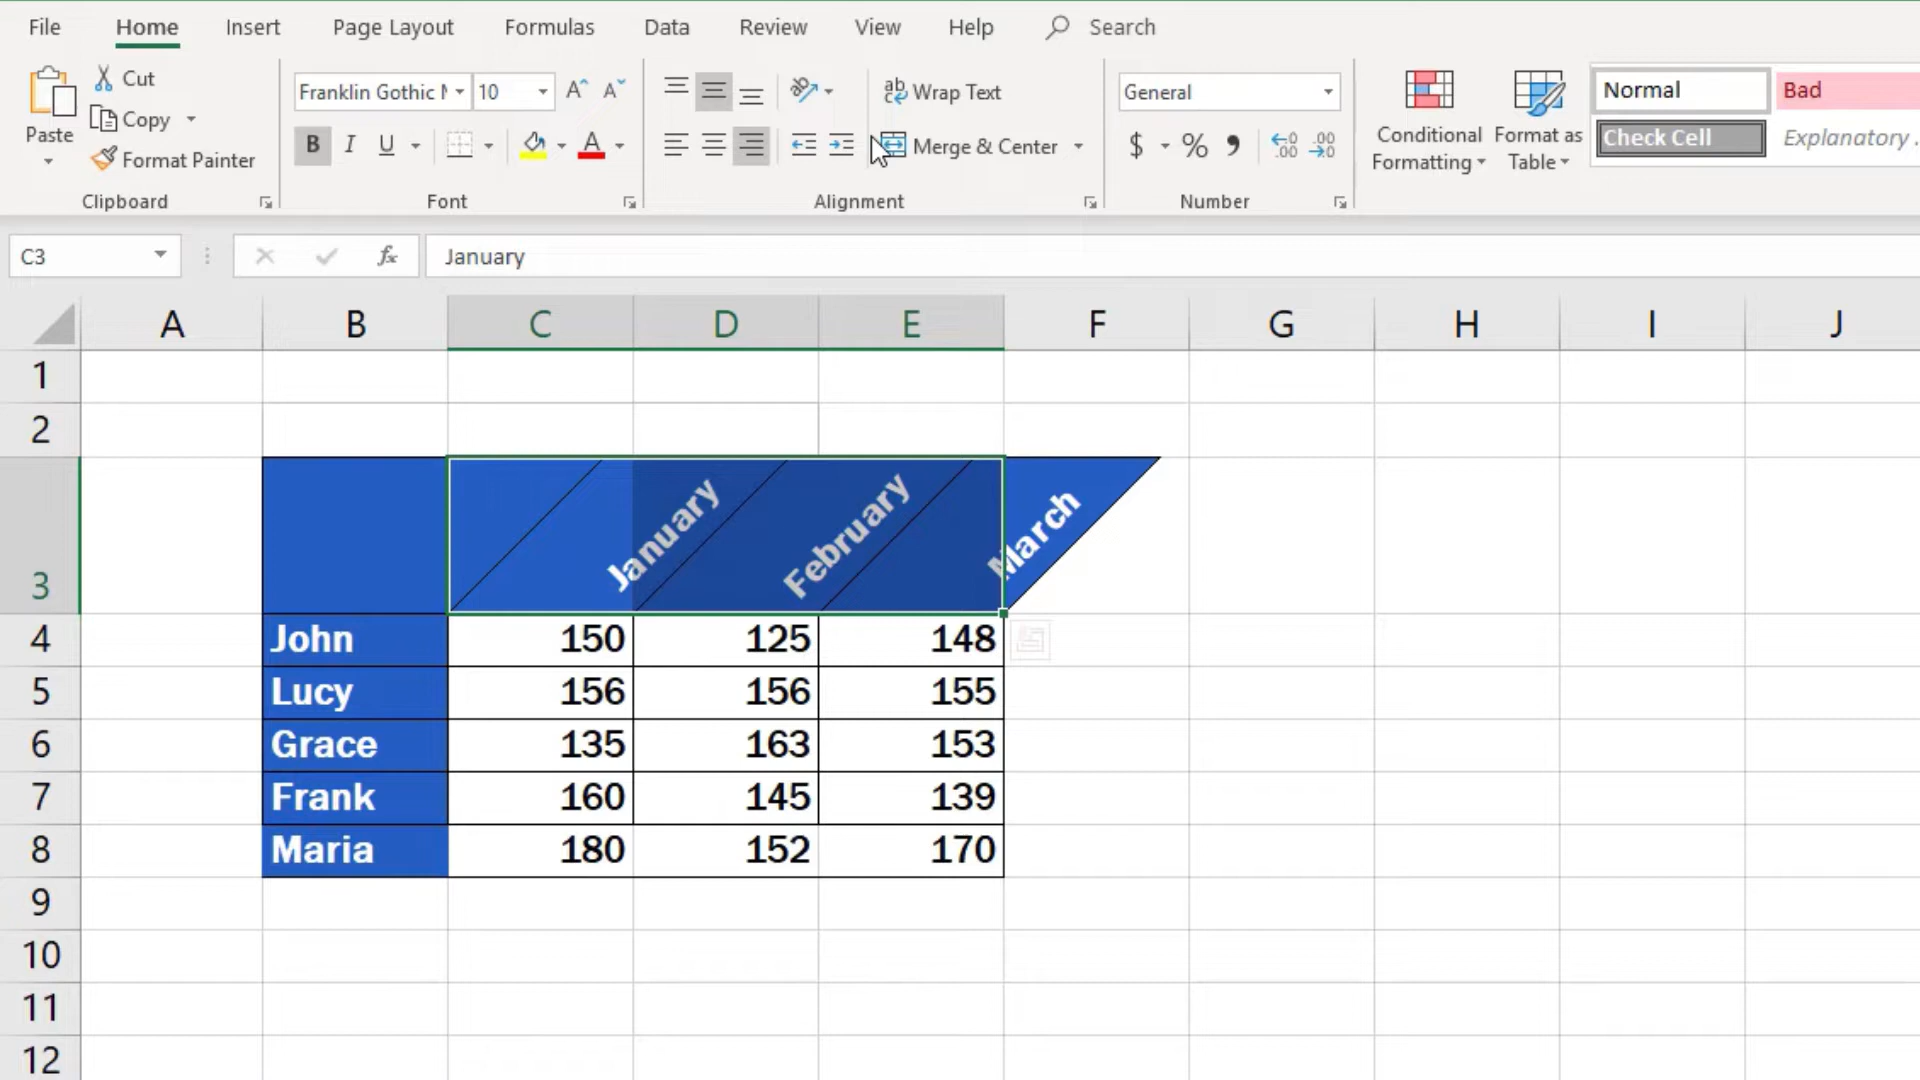 File Home Insert Page Layout Formulas Data Review View Help Search
Paste
Cut
Copy
Format Painter
Clipboard
Franklin Gothic M 10
B I U
Font
ab Wrap Text
Merge & Center
Alignment
General
$ % 9
Number
Conditional Formatting
Format as Table
Normal
Bad
Check Cell
Explanatory ...
C3 fx January
A B C D E F G H I J
1
2
3 January February March
4 John 150 125 148
5 Lucy 156 156 155
6 Grace 135 163 153
7 Frank 160 145 139
8 Maria 180 152 170
9
10
11
12